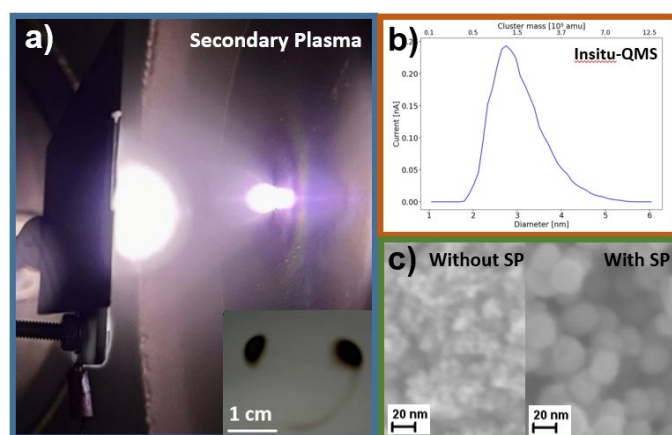 a)
Secondary Plasma
1 cm
b)
Cluster mass [10⁵ amu]
0.1 0.5 1.5 3.7 7.0 12.5
Insitu-QMS
Current [nA]
0.25
0.20
0.15
0.10
0.05
0.00
1 2 3 4 5 6
Diameter [nm]
c)
Without SP
With SP
20 nm
20 nm